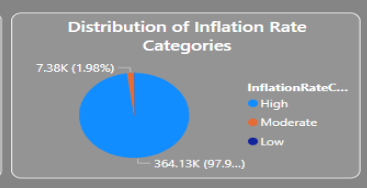 Distribution of Inflation Rate
Categories
7.38K (1.98%)
InflationRateC...
High
Moderate
Low
364.13K (97.9...)